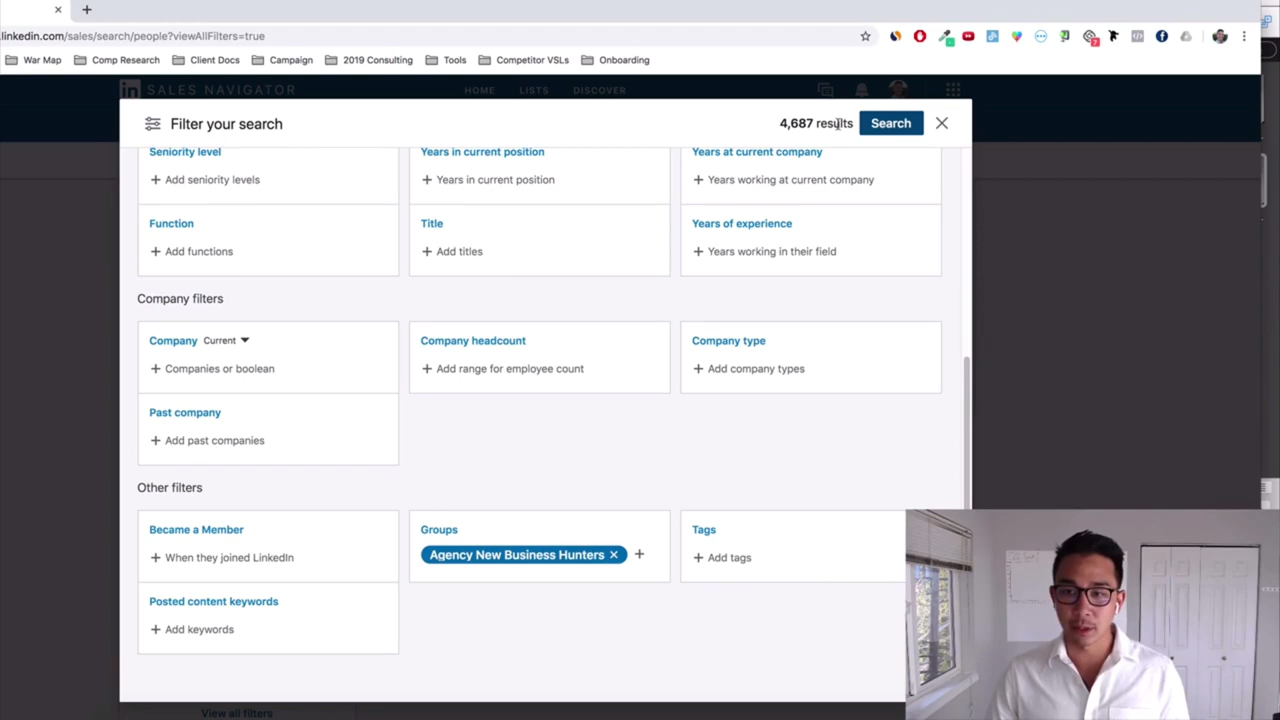 linkedin.com/sales/search/people?viewAllFilters=true
War Map Comp Research Client Docs Campaign 2019 Consulting Tools Competitor VSLs Onboarding
in SALES NAVIGATOR HOME LISTS DISCOVER
Filter your search 4,687 results Search
Seniority level Years in current position Years at current company
+ Add seniority levels + Years in current position + Years working at current company
Function Title Years of experience
+ Add functions + Add titles + Years working in their field
Company filters
Company Current Company headcount Company type
+ Companies or boolean + Add range for employee count + Add company types
Past company
+ Add past companies
Other filters
Became a Member Groups Tags
+ When they joined LinkedIn Agency New Business Hunters × + + Add tags
Posted content keywords
+ Add keywords
View all filters